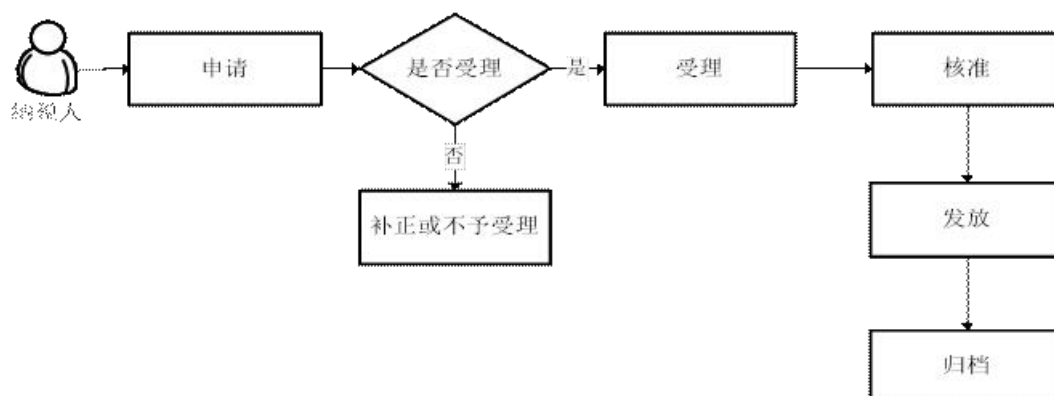 纳税人
申请
是否受理
是
受理
核准
否
补正或不予受理
发放
归档